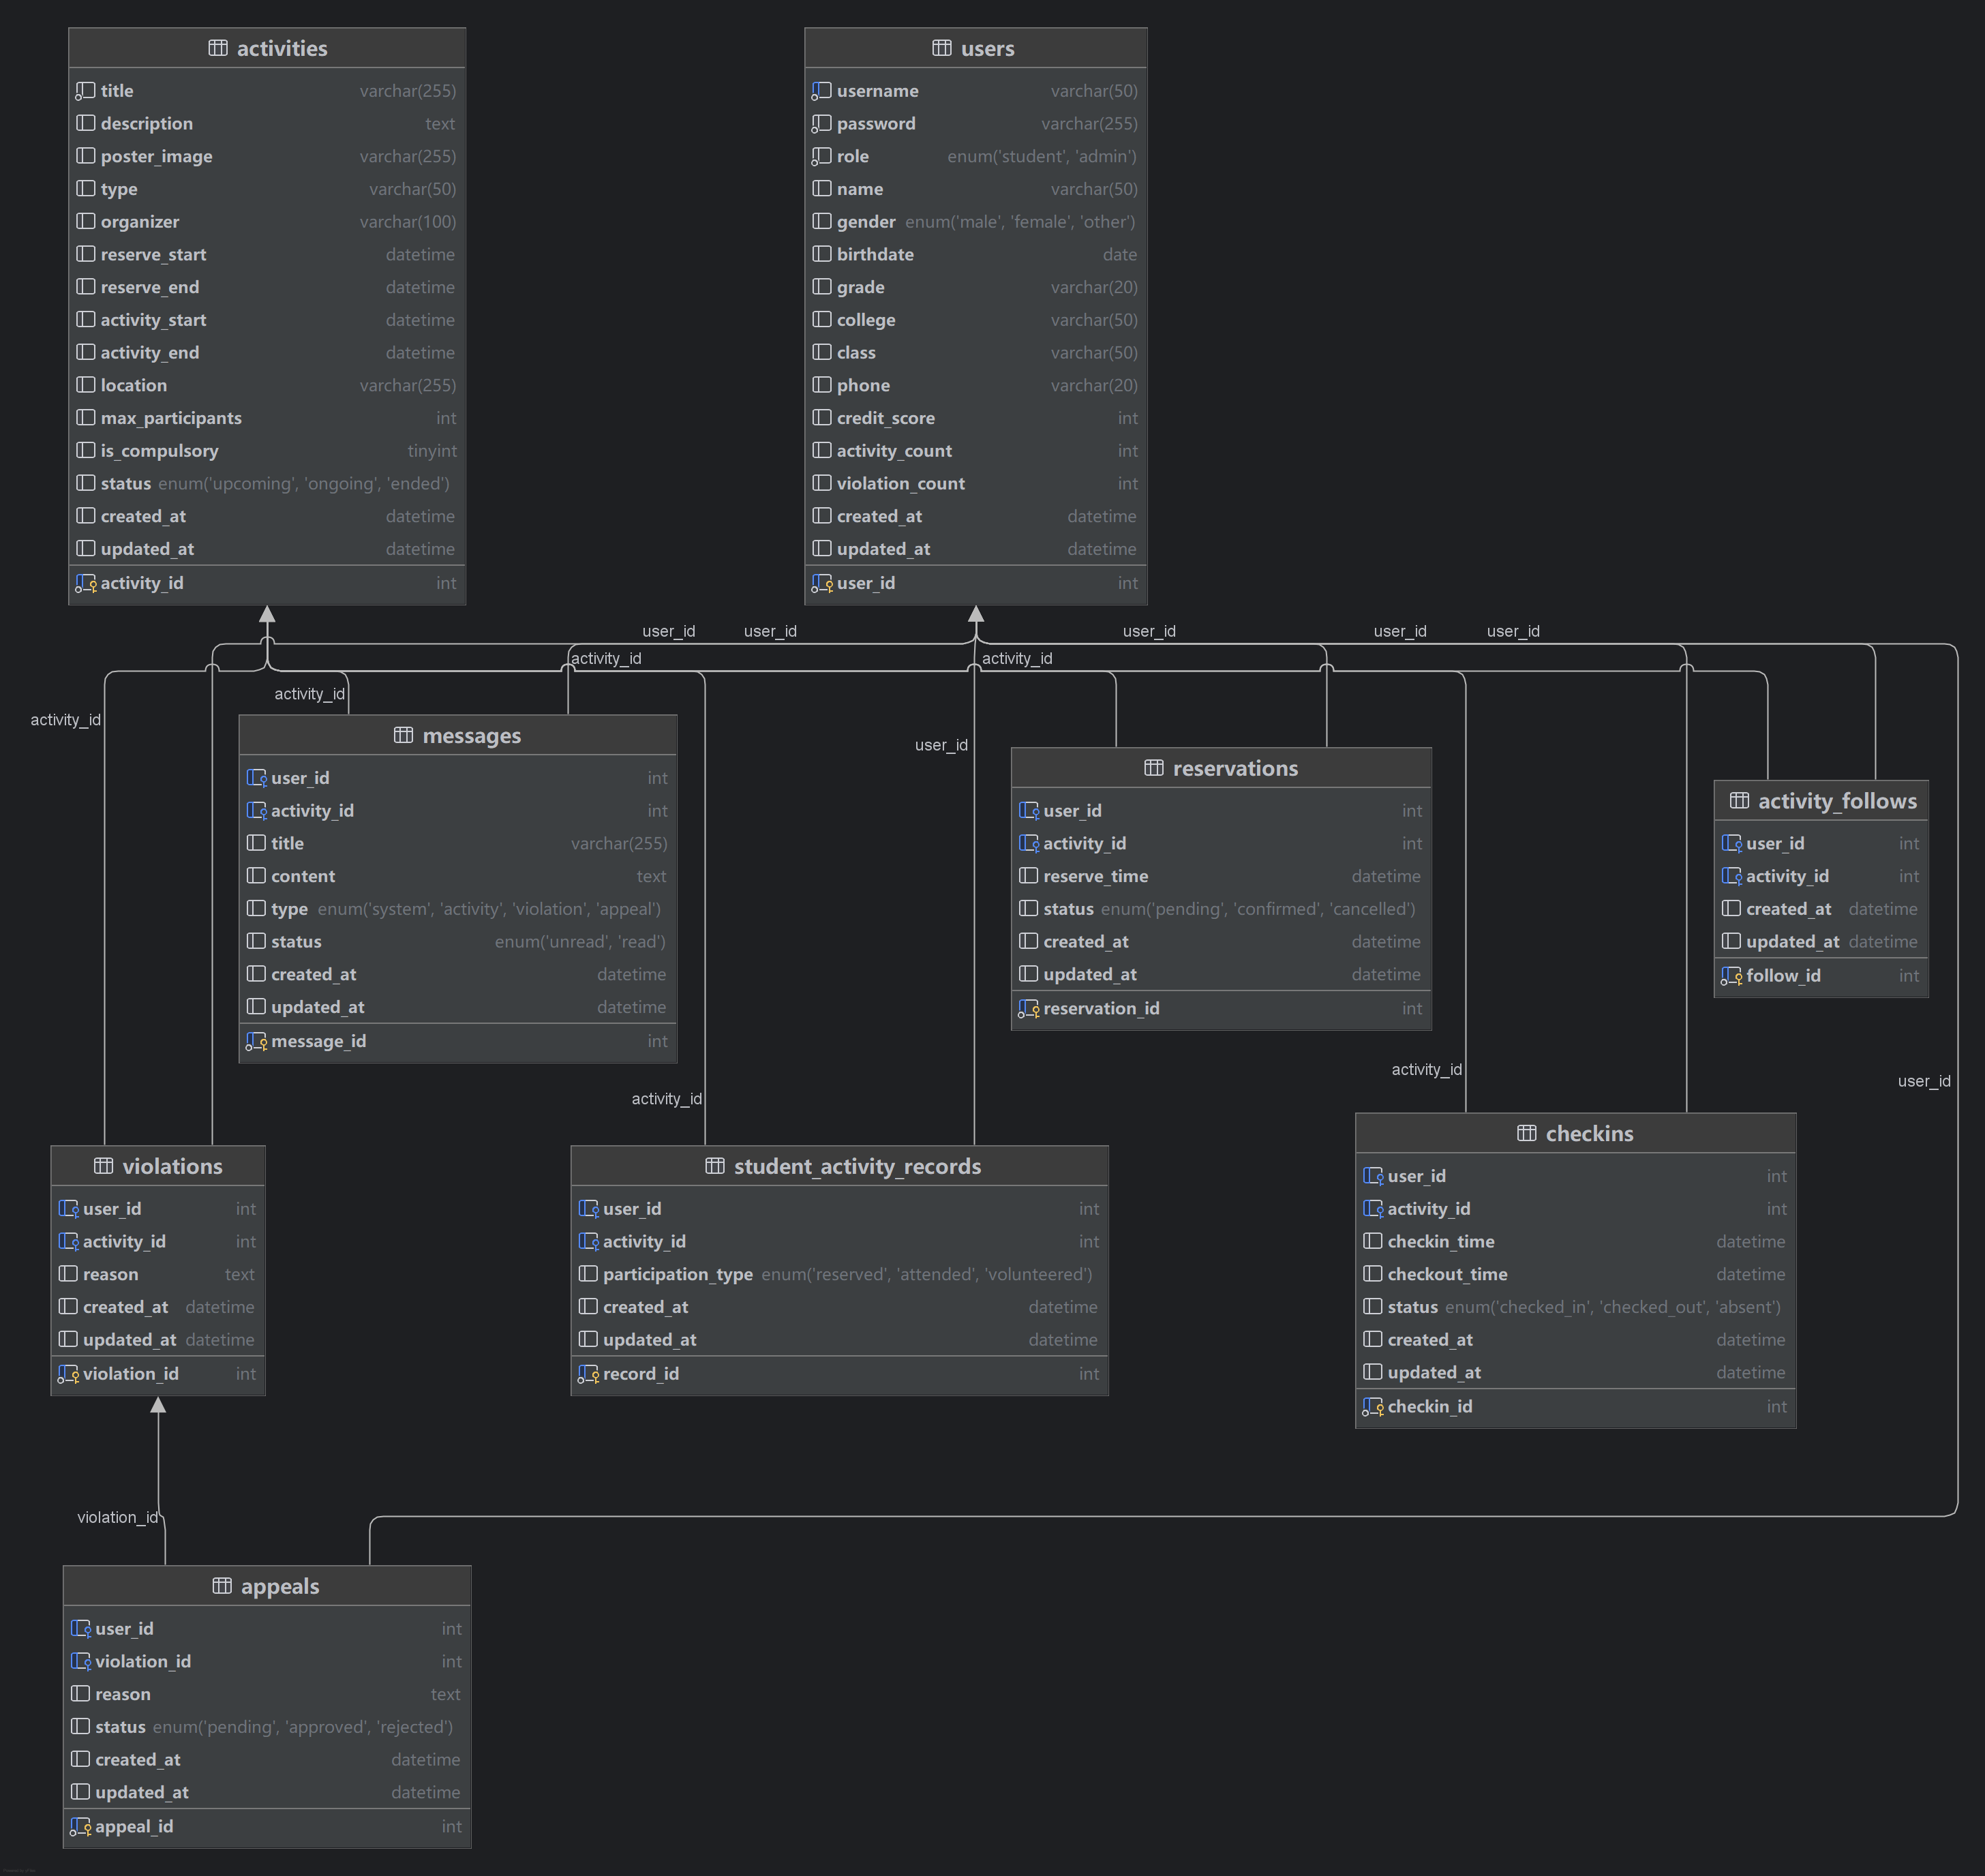 activities
title varchar(255)
description text
poster_image varchar(255)
type varchar(50)
organizer varchar(100)
reserve_start datetime
reserve_end datetime
activity_start datetime
activity_end datetime
location varchar(255)
max_participants int
is_compulsory tinyint
status enum('upcoming', 'ongoing', 'ended')
created_at datetime
updated_at datetime
activity_id int
users
username varchar(50)
password varchar(255)
role enum('student', 'admin')
name varchar(50)
gender enum('male', 'female', 'other')
birthdate date
grade varchar(20)
college varchar(50)
class varchar(50)
phone varchar(20)
credit_score int
activity_count int
violation_count int
created_at datetime
updated_at datetime
user_id int
user_id user_id user_id user_id user_id
activity_id activity_id
activity_id
activity_id
user_id
messages
user_id int
activity_id int
title varchar(255)
content text
type enum('system', 'activity', 'violation', 'appeal')
status enum('unread', 'read')
created_at datetime
updated_at datetime
message_id int
reservations
user_id int
activity_id int
reserve_time datetime
status enum('pending', 'confirmed', 'cancelled')
created_at datetime
updated_at datetime
reservation_id int
activity_follows
user_id int
activity_id int
created_at datetime
updated_at datetime
follow_id int
activity_id
user_id
activity_id
violations
user_id int
activity_id int
reason text
created_at datetime
updated_at datetime
violation_id int
student_activity_records
user_id int
activity_id int
participation_type enum('reserved', 'attended', 'volunteered')
created_at datetime
updated_at datetime
record_id int
checkins
user_id int
activity_id int
checkin_time datetime
checkout_time datetime
status enum('checked_in', 'checked_out', 'absent')
created_at datetime
updated_at datetime
checkin_id int
violation_id
appeals
user_id int
violation_id int
reason text
status enum('pending', 'approved', 'rejected')
created_at datetime
updated_at datetime
appeal_id int